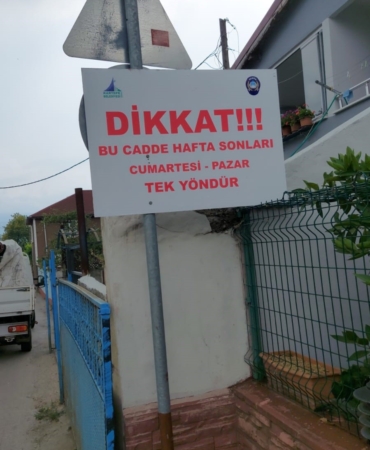 DİKKAT!!!
BU CADDE HAFTA SONLARI
CUMARTESİ - PAZAR
TEK YÖNDÜR